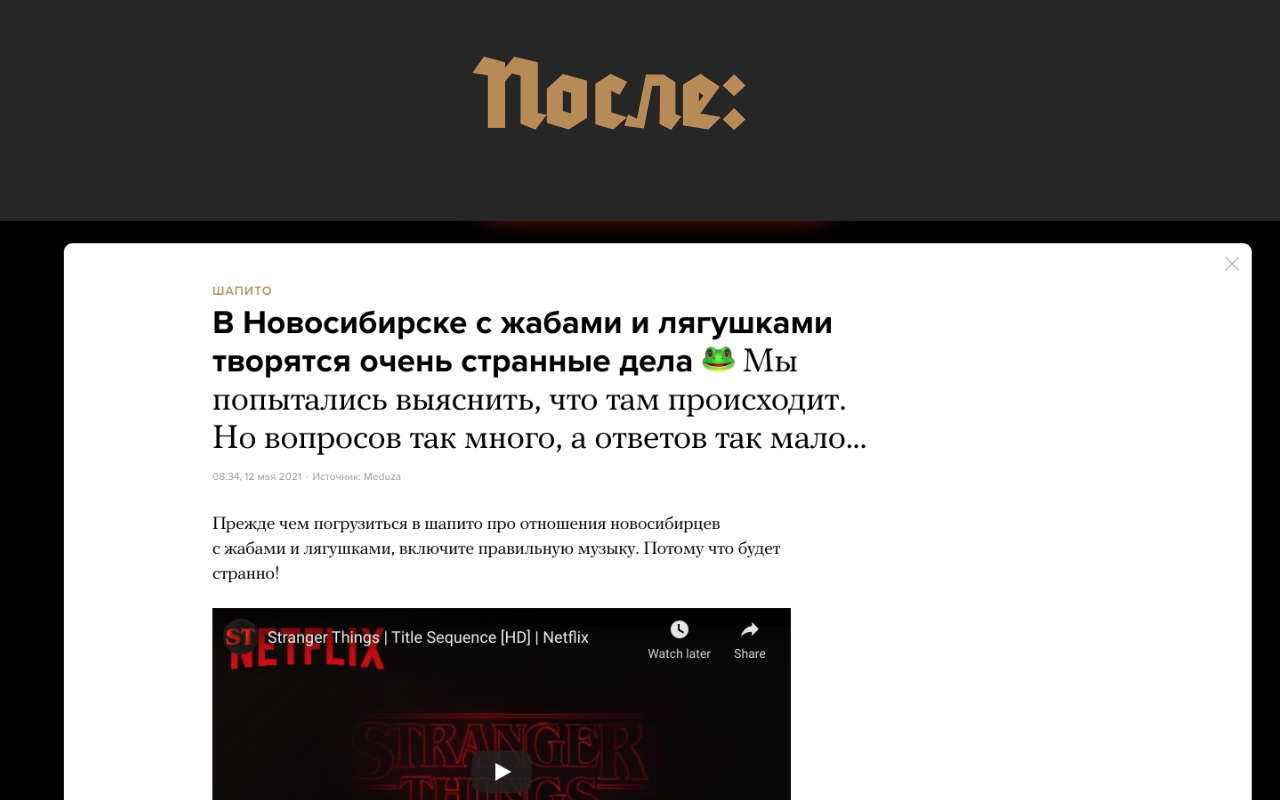 После:
ШАПИТО
В Новосибирске с жабами и лягушками
творятся очень странные дела 🐸 Мы
попытались выяснить, что там происходит.
Но вопросов так много, а ответов так мало...
08:34, 12 мая 2021 · Источник: Meduza
Прежде чем погрузиться в шапито про отношения новосибирцев
с жабами и лягушками, включите правильную музыку. Потому что будет
странно!
ST
NETFLIX
Stranger Things | Title Sequence [HD] | Netflix
Watch later
Share
STRANGER
THINGS